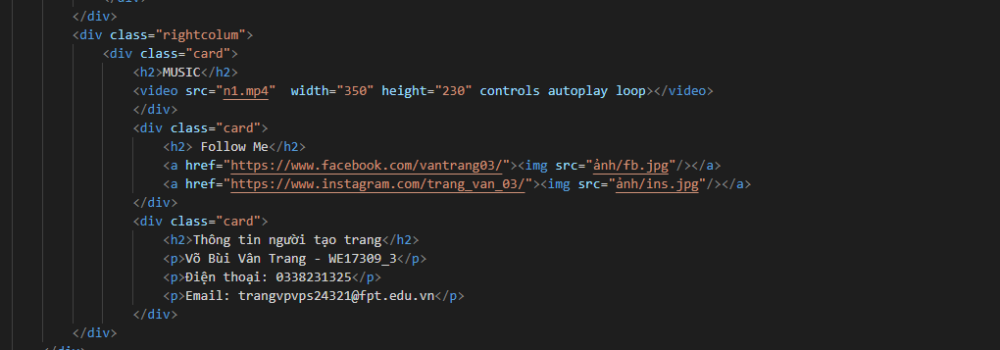 </div>
</div>
<div class="rightcolum">
<div class="card">
<h2>MUSIC</h2>
<video src="n1.mp4"  width="350" height="230" controls autoplay loop></video>
</div>
<div class="card">
<h2> Follow Me</h2>
<a href="https://www.facebook.com/vantrang03/"><img src="ảnh/fb.jpg"/></a>
<a href="https://www.instagram.com/trang_van_03/"><img src="ảnh/ins.jpg"/></a>
</div>
<div class="card">
<h2>Thông tin người tạo trang</h2>
<p>Võ Bùi Vân Trang - WE17309_3</p>
<p>Điện thoại: 0338231325</p>
<p>Email: trangvpvps24321@fpt.edu.vn</p>
</div>
</div>
</div>